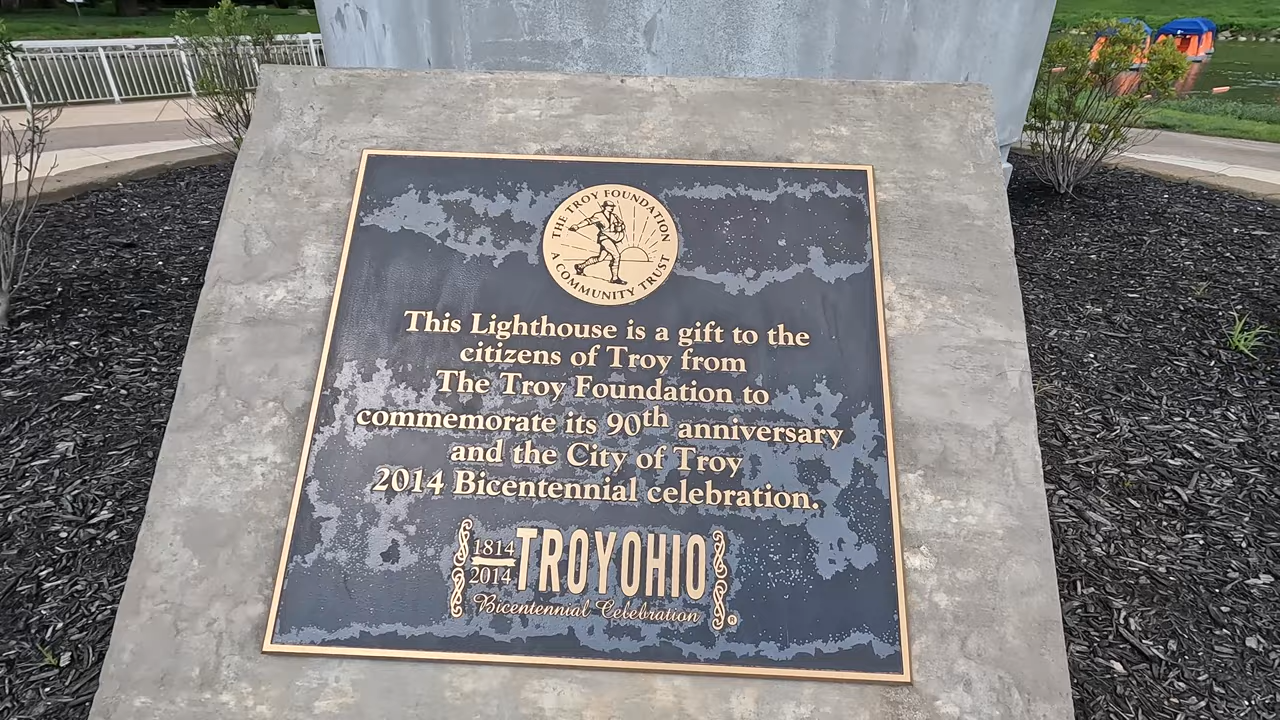 THE TROY FOUNDATION
A COMMUNITY TRUST
This Lighthouse is a gift to the
citizens of Troy from
The Troy Foundation to
commemorate its 90th anniversary
and the City of Troy
2014 Bicentennial celebration.
1814
2014
TROYOHIO
Bicentennial Celebration
®